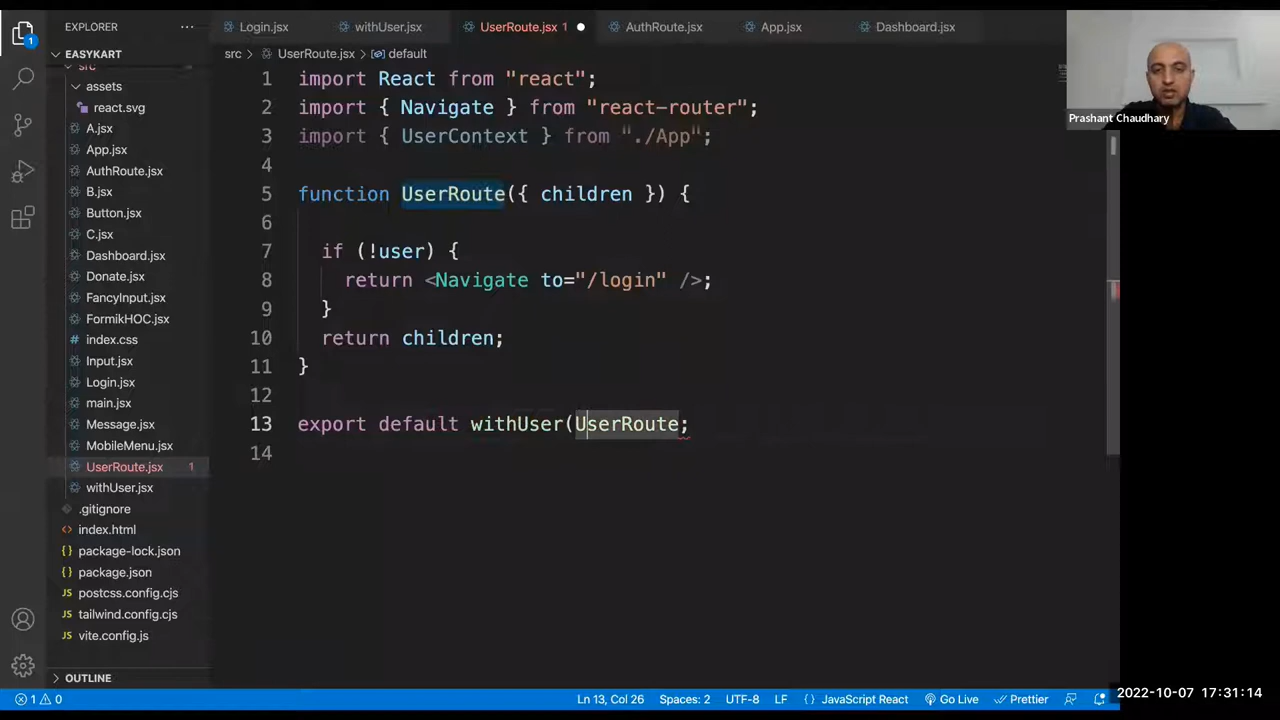 EXPLORER
EASYKART
src
assets
react.svg
A.jsx
App.jsx
AuthRoute.jsx
B.jsx
Button.jsx
C.jsx
Dashboard.jsx
Donate.jsx
FancyInput.jsx
FormikHOC.jsx
index.css
Input.jsx
Login.jsx
main.jsx
Message.jsx
MobileMenu.jsx
UserRoute.jsx 1
withUser.jsx
.gitignore
index.html
package-lock.json
package.json
postcss.config.cjs
tailwind.config.cjs
vite.config.js
OUTLINE
1
Login.jsx withUser.jsx UserRoute.jsx 1 AuthRoute.jsx App.jsx Dashboard.jsx
src > UserRoute.jsx > default
1 import React from "react";
2 import { Navigate } from "react-router";
3 import { UserContext } from "./App";
4
5 function UserRoute({ children }) {
6
7 if (!user) {
8 return <Navigate to="/login" />;
9 }
10 return children;
11 }
12
13 export default withUser(UserRoute;
14
Prashant Chaudhary
1 0 Ln 13, Col 26 Spaces: 2 UTF-8 LF { } JavaScript React Go Live Prettier
2022-10-07 17:31:14